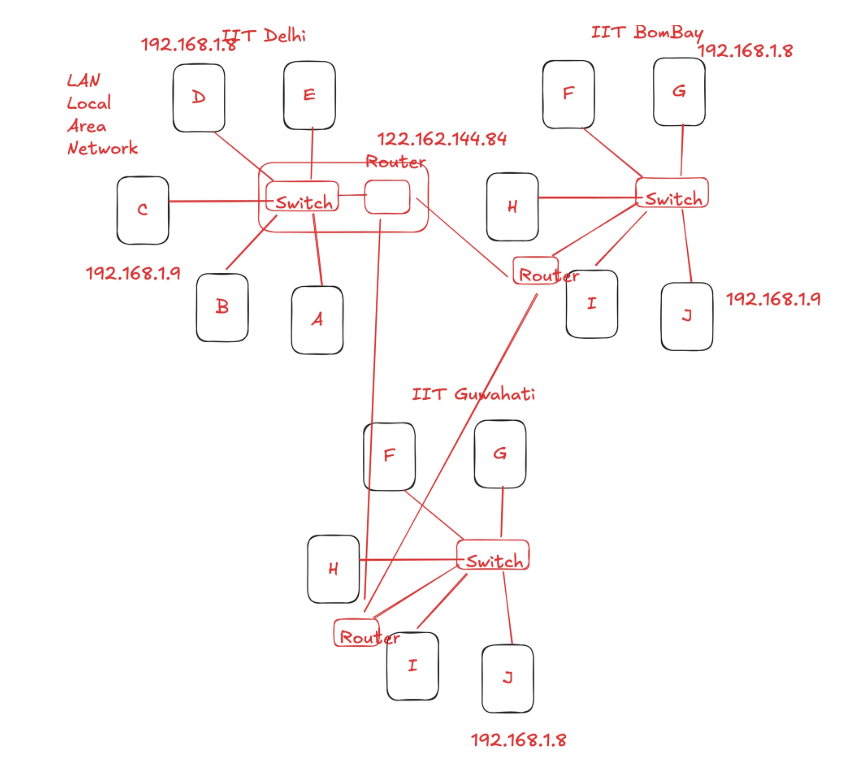 IIT Delhi
192.168.1.8
LAN
Local
Area
Network
D
E
122.162.144.84
Router
C
Switch
192.168.1.9
B
A
IIT BomBay
192.168.1.8
F
G
H
Switch
Router
I
J
192.168.1.9
IIT Guwahati
F
G
H
Switch
Router
I
J
192.168.1.8